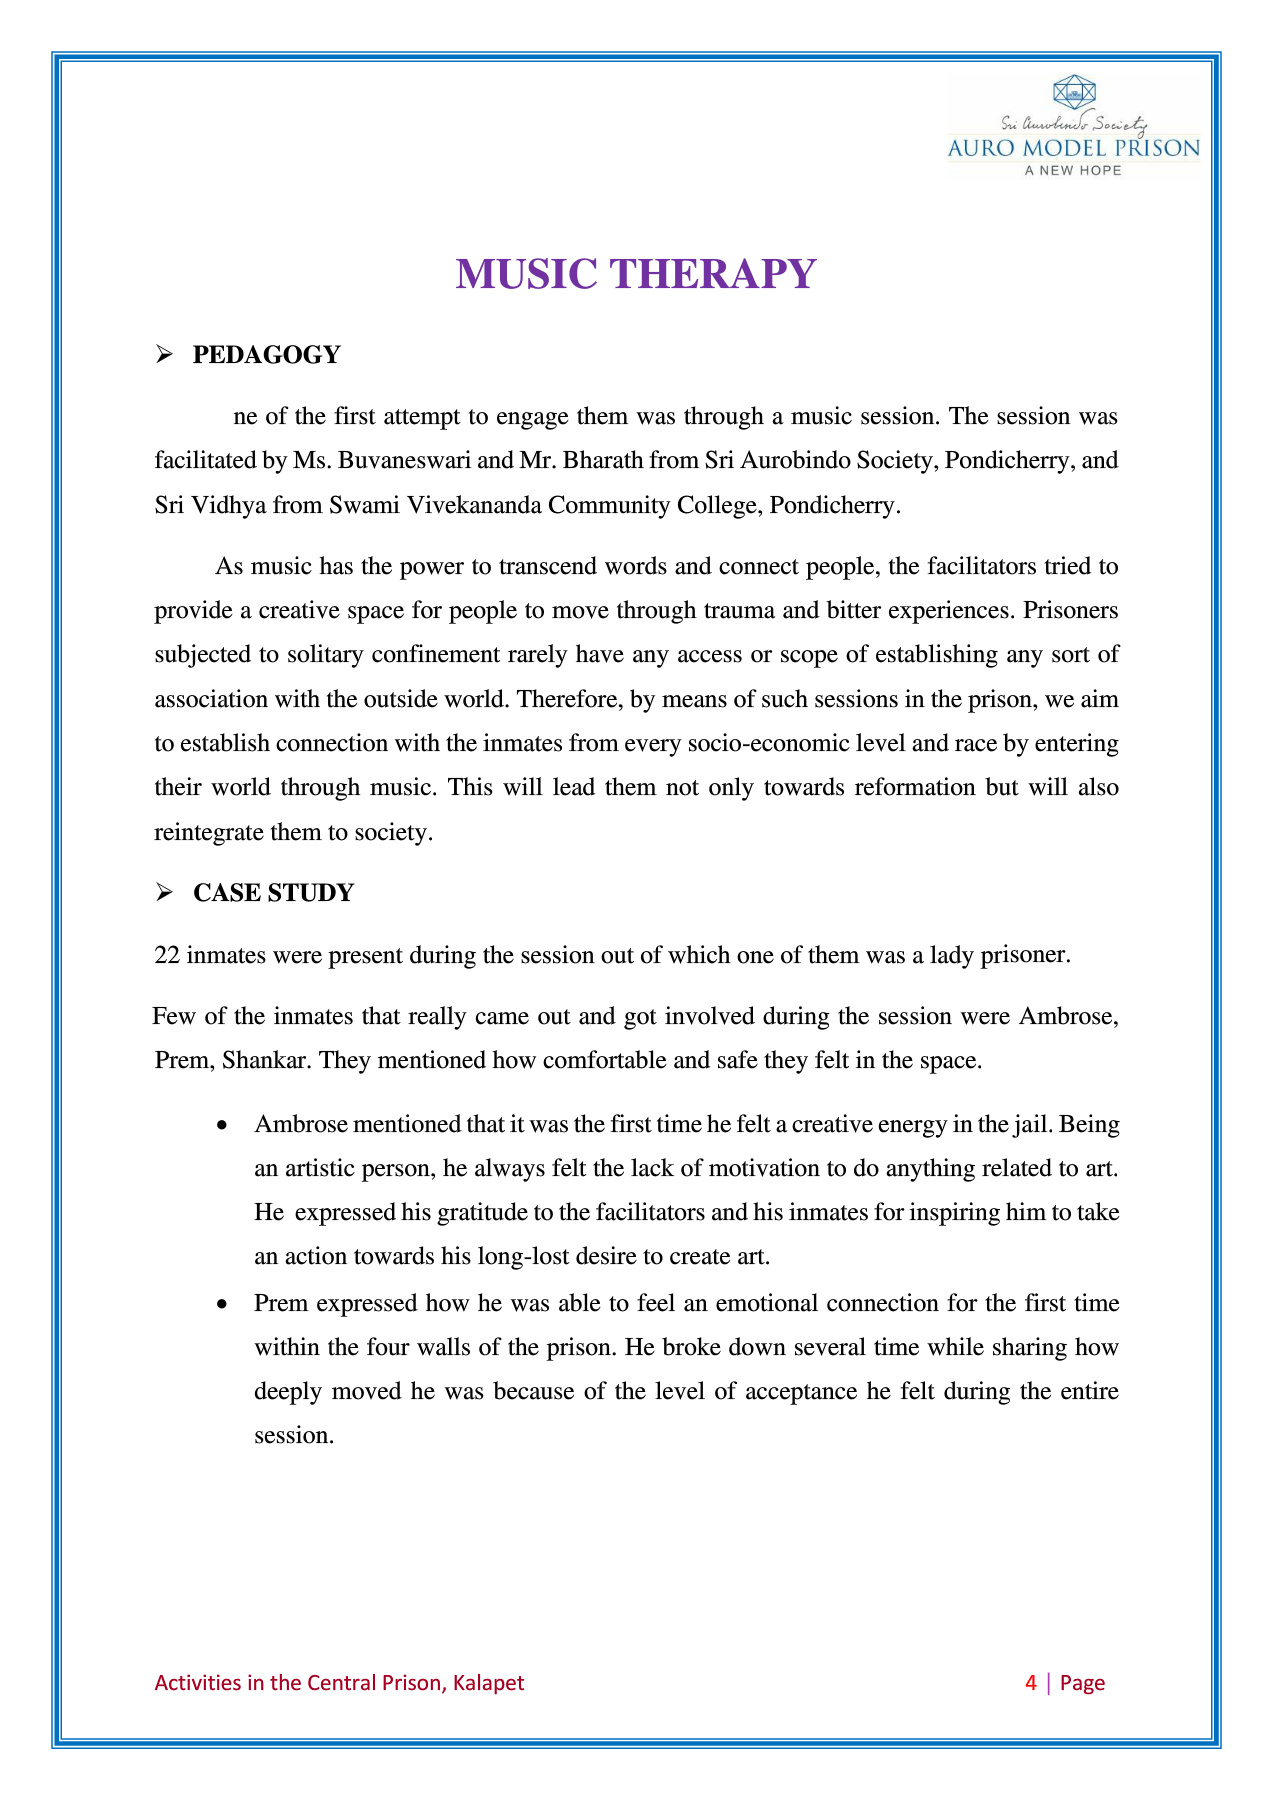 Sri Aurobindo Society
AURO MODEL PRISON
A NEW HOPE
MUSIC THERAPY
➢ PEDAGOGY
ne of the first attempt to engage them was through a music session. The session was
facilitated by Ms. Buvaneswari and Mr. Bharath from Sri Aurobindo Society, Pondicherry, and
Sri Vidhya from Swami Vivekananda Community College, Pondicherry.
As music has the power to transcend words and connect people, the facilitators tried to
provide a creative space for people to move through trauma and bitter experiences. Prisoners
subjected to solitary confinement rarely have any access or scope of establishing any sort of
association with the outside world. Therefore, by means of such sessions in the prison, we aim
to establish connection with the inmates from every socio-economic level and race by entering
their world through music. This will lead them not only towards reformation but will also
reintegrate them to society.
➢ CASE STUDY
22 inmates were present during the session out of which one of them was a lady prisoner.
Few of the inmates that really came out and got involved during the session were Ambrose,
Prem, Shankar. They mentioned how comfortable and safe they felt in the space.
• Ambrose mentioned that it was the first time he felt a creative energy in the jail. Being
an artistic person, he always felt the lack of motivation to do anything related to art.
He expressed his gratitude to the facilitators and his inmates for inspiring him to take
an action towards his long-lost desire to create art.
• Prem expressed how he was able to feel an emotional connection for the first time
within the four walls of the prison. He broke down several time while sharing how
deeply moved he was because of the level of acceptance he felt during the entire
session.
Activities in the Central Prison, Kalapet 4 | Page